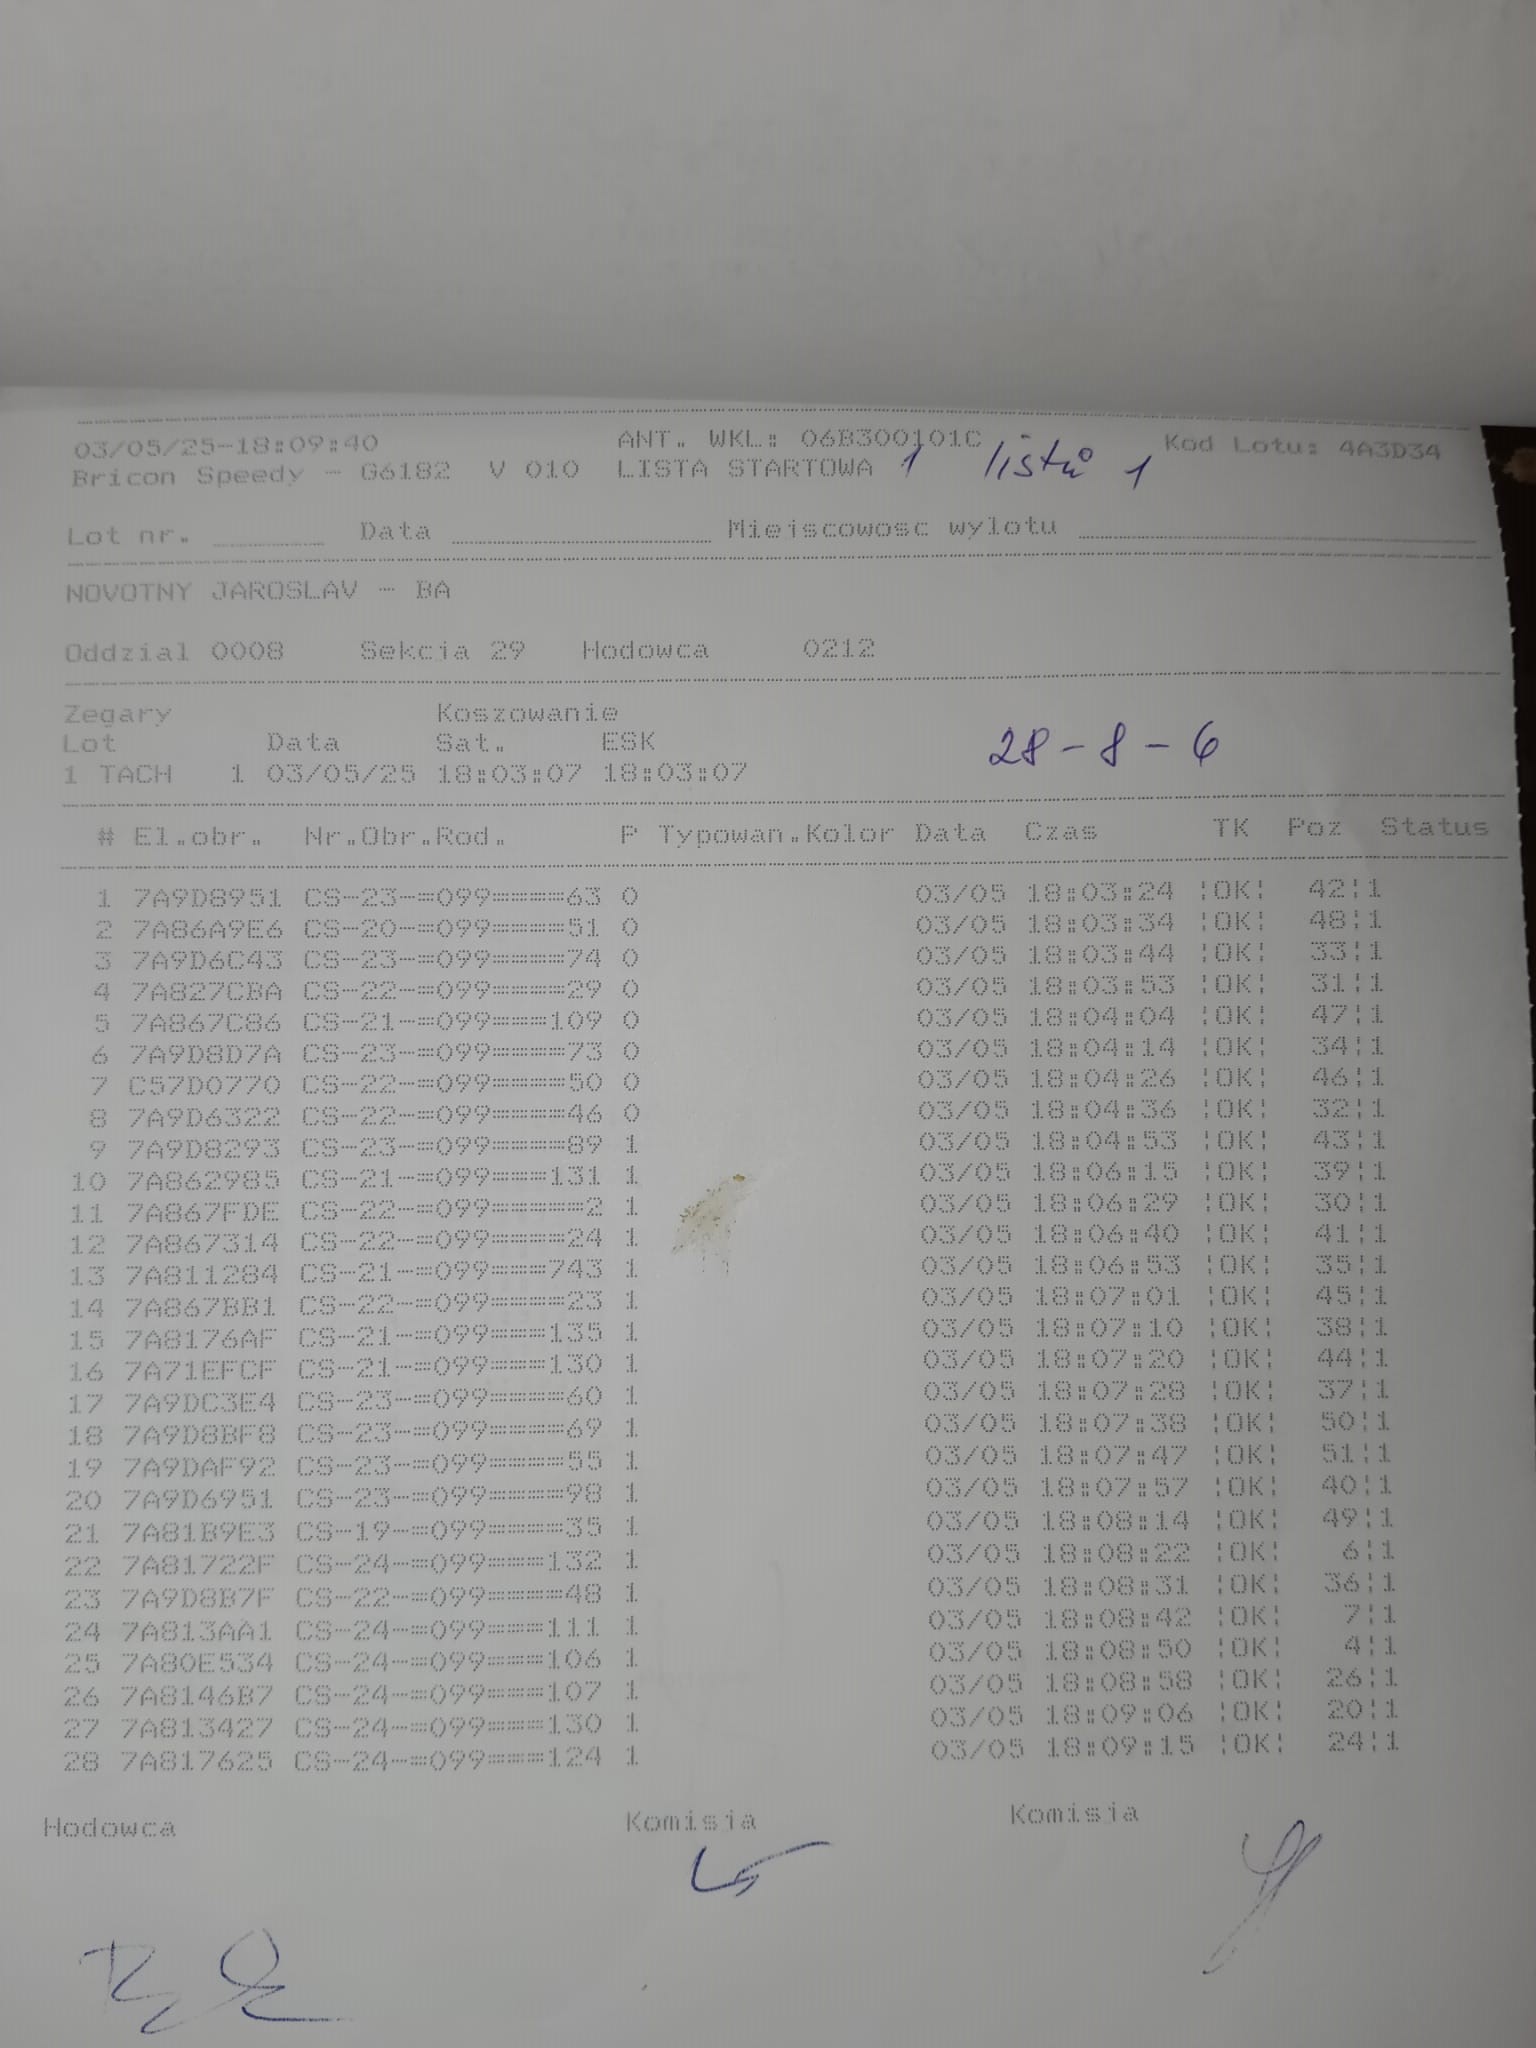 03/05/25-18:09:40 ANT. WKL: 06B300101C Kod Lotu: 4A3D34
Bricon Speedy - G6182 V 010 LISTA STARTOWA 1 listů 1
Lot nr. Data Miejscowosc wylotu
NOVOTNY JAROSLAV - BA
Oddzial 0008 Sekcja 29 Hodowca 0212
Zegary Koszowanie
Lot Data Sat. ESK 28-8-6
1 TACH 1 03/05/25 18:03:07 18:03:07
# El.obr. Nr.Obr.Rod. P Typowan.Kolor Data Czas TK Poz Status
1 7A9D8951 CS-23-=099=====63 0 03/05 18:03:24 ¦OK¦ 42¦1
2 7A86A9E6 CS-20-=099=====51 0 03/05 18:03:34 ¦OK¦ 48¦1
3 7A9D6C43 CS-23-=099=====74 0 03/05 18:03:44 ¦OK¦ 33¦1
4 7A827CBA CS-22-=099=====29 0 03/05 18:03:53 ¦OK¦ 31¦1
5 7A867C86 CS-21-=099====109 0 03/05 18:04:04 ¦OK¦ 47¦1
6 7A9D8D7A CS-23-=099=====73 0 03/05 18:04:14 ¦OK¦ 34¦1
7 C57D0770 CS-22-=099=====50 0 03/05 18:04:26 ¦OK¦ 46¦1
8 7A9D6322 CS-22-=099=====46 0 03/05 18:04:36 ¦OK¦ 32¦1
9 7A9D8293 CS-23-=099=====89 1 03/05 18:04:53 ¦OK¦ 43¦1
10 7A862985 CS-21-=099====131 1 03/05 18:06:15 ¦OK¦ 39¦1
11 7A867FDE CS-22-=099======2 1 03/05 18:06:29 ¦OK¦ 30¦1
12 7A867314 CS-22-=099=====24 1 03/05 18:06:40 ¦OK¦ 41¦1
13 7A811284 CS-21-=099====743 1 03/05 18:06:53 ¦OK¦ 35¦1
14 7A867BB1 CS-22-=099=====23 1 03/05 18:07:01 ¦OK¦ 45¦1
15 7A8176AF CS-21-=099====135 1 03/05 18:07:10 ¦OK¦ 38¦1
16 7A71EFCF CS-21-=099====130 1 03/05 18:07:20 ¦OK¦ 44¦1
17 7A9DC3E4 CS-23-=099=====60 1 03/05 18:07:28 ¦OK¦ 37¦1
18 7A9D8BF8 CS-23-=099=====69 1 03/05 18:07:38 ¦OK¦ 50¦1
19 7A9DAF92 CS-23-=099=====55 1 03/05 18:07:47 ¦OK¦ 51¦1
20 7A9D6951 CS-23-=099=====98 1 03/05 18:07:57 ¦OK¦ 40¦1
21 7A81B9E3 CS-19-=099=====35 1 03/05 18:08:14 ¦OK¦ 49¦1
22 7A81722F CS-24-=099====132 1 03/05 18:08:22 ¦OK¦ 6¦1
23 7A9D8B7F CS-22-=099=====48 1 03/05 18:08:31 ¦OK¦ 36¦1
24 7A813AA1 CS-24-=099====111 1 03/05 18:08:42 ¦OK¦ 7¦1
25 7A80E534 CS-24-=099====106 1 03/05 18:08:50 ¦OK¦ 4¦1
26 7A8146B7 CS-24-=099====107 1 03/05 18:08:58 ¦OK¦ 26¦1
27 7A813427 CS-24-=099====130 1 03/05 18:09:06 ¦OK¦ 20¦1
28 7A817625 CS-24-=099====124 1 03/05 18:09:15 ¦OK¦ 24¦1
Hodowca Komisja Komisja